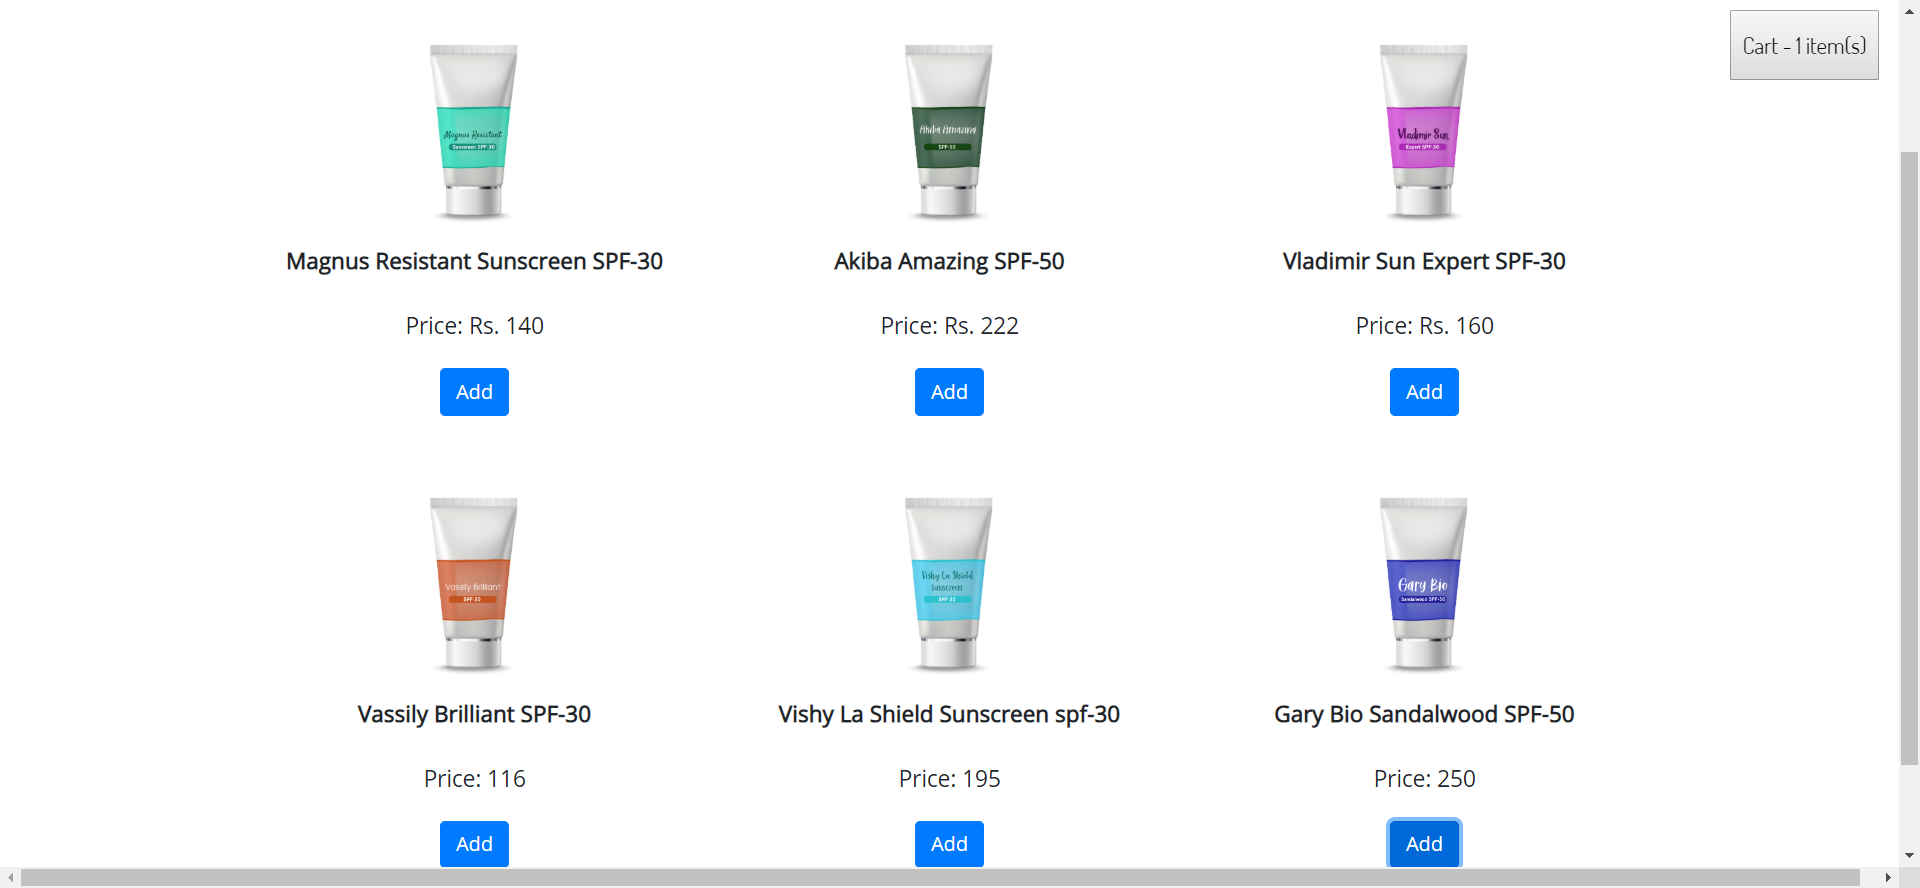 Cart - 1 item(s)
Magnus Resistant
Sunscreen SPF-30
Akiba Amazing
SPF-50
Vladimir Sun
Expert SPF-30
Magnus Resistant Sunscreen SPF-30
Akiba Amazing SPF-50
Vladimir Sun Expert SPF-30
Price: Rs. 140
Price: Rs. 222
Price: Rs. 160
Add
Add
Add
Vassily Brilliant
SPF-30
Vishy La Shield
Sunscreen
SPF-30
Gary Bio
Sandalwood SPF-50
Vassily Brilliant SPF-30
Vishy La Shield Sunscreen spf-30
Gary Bio Sandalwood SPF-50
Price: 116
Price: 195
Price: 250
Add
Add
Add